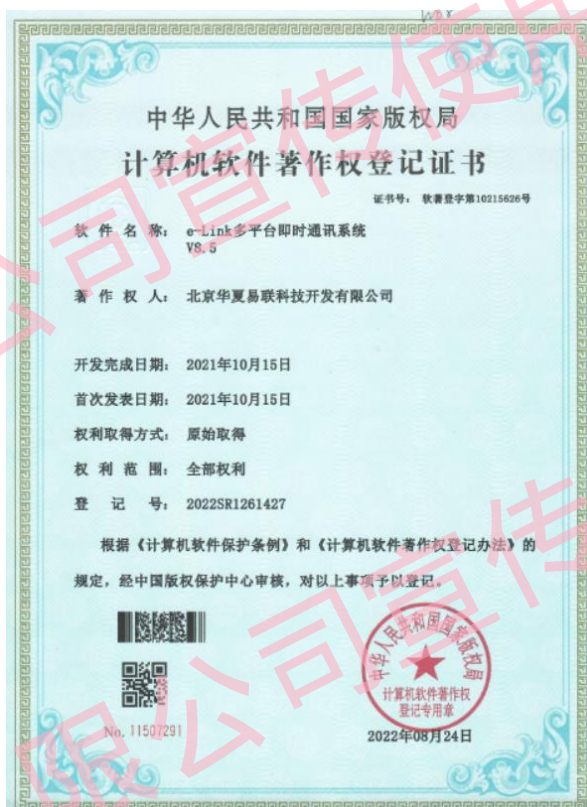 中华人民共和国国家版权局
计算机软件著作权登记证书
证书号： 软著登字第10215626号
软件名称： e-Link多平台即时通讯系统
V8.5
著作权人： 北京华夏易联科技开发有限公司
开发完成日期： 2021年10月15日
首次发表日期： 2021年10月15日
权利取得方式： 原始取得
权利范围： 全部权利
登记号： 2022SR1261427
根据《计算机软件保护条例》和《计算机软件著作权登记办法》的
规定，经中国版权保护中心审核，对以上事项予以登记。
中华人民共和国国家版权局
计算机软件著作权
登记专用章
No. 11507291
2022年08月24日
公司宣传使用
限公司宣传